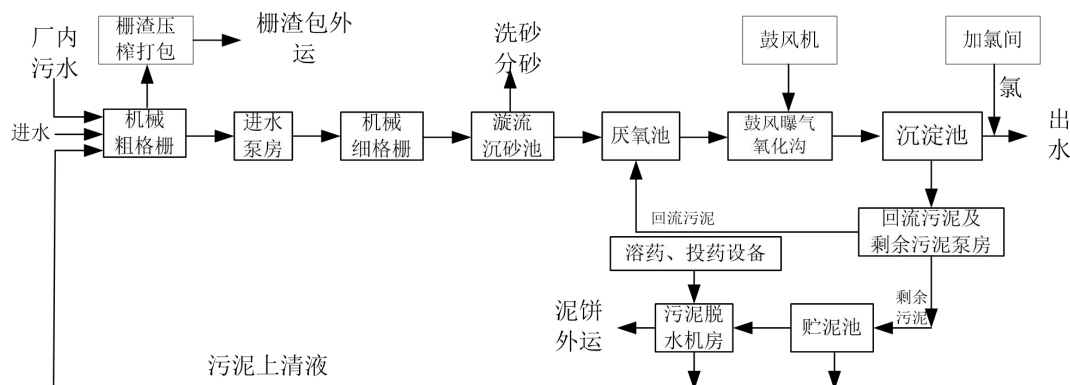 厂内
污水
栅渣压
榨打包
栅渣包外
运
洗砂
分砂
鼓风机
加氯间
氯
进水
机械
粗格栅
进水
泵房
机械
细格栅
漩流
沉砂池
厌氧池
鼓风曝气
氧化沟
沉淀池
出
水
回流污泥
回流污泥及
剩余污泥泵房
溶药、投药设备
剩余
污泥
泥饼
外运
污泥脱
水机房
贮泥池
污泥上清液